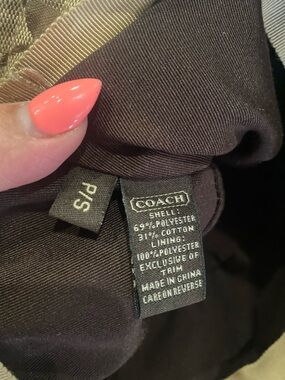 P/S
COACH
SHELL:
69% POLYESTER
31% COTTON
LINING:
100% POLYESTER
EXCLUSIVE OF
TRIM
MADE IN CHINA
CARE ON REVERSE